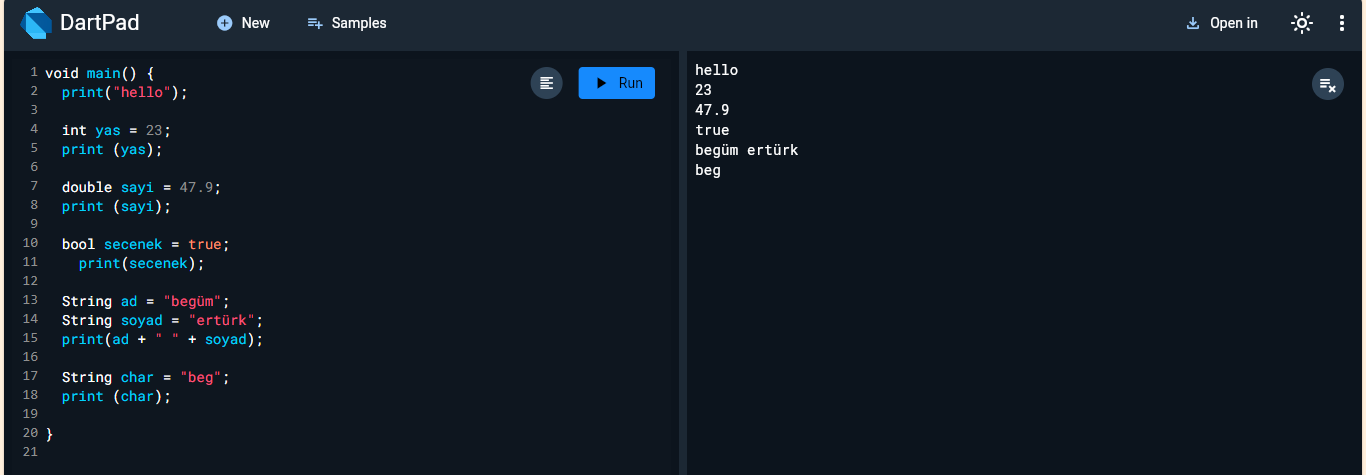 DartPad New Samples Open in
Run
1 void main() {
2 print("hello");
3
4 int yas = 23;
5 print (yas);
6
7 double sayi = 47.9;
8 print (sayi);
9
10 bool secenek = true;
11 print(secenek);
12
13 String ad = "begüm";
14 String soyad = "ertürk";
15 print(ad + " " + soyad);
16
17 String char = "beg";
18 print (char);
19
20 }
21
hello
23
47.9
true
begüm ertürk
beg